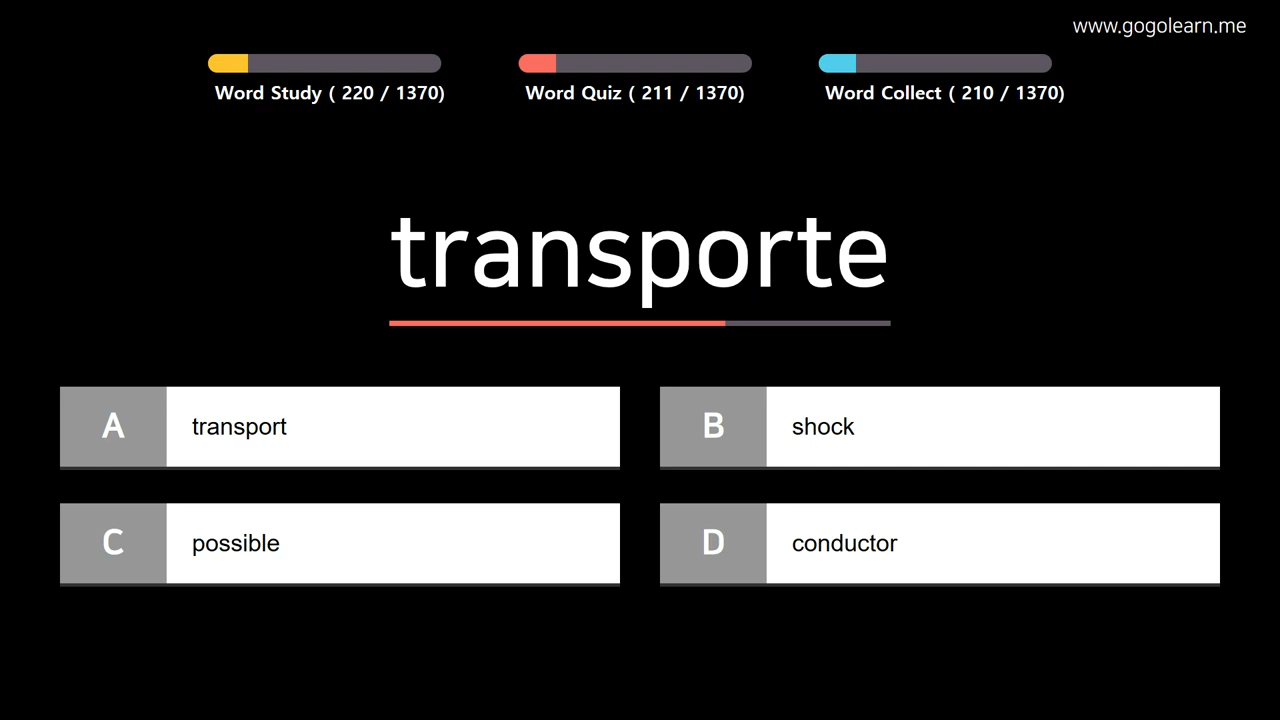 www.gogolearn.me
Word Study ( 220 / 1370)
Word Quiz ( 211 / 1370)
Word Collect ( 210 / 1370)
transporte
A transport
B shock
C possible
D conductor